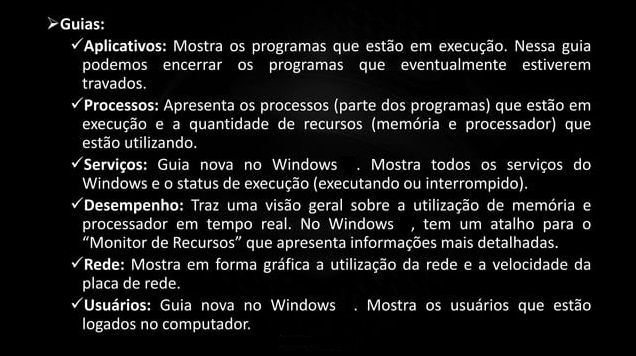 ➢Guias:
✓Aplicativos: Mostra os programas que estão em execução. Nessa guia
podemos encerrar os programas que eventualmente estiverem
travados.
✓Processos: Apresenta os processos (parte dos programas) que estão em
execução e a quantidade de recursos (memória e processador) que
estão utilizando.
✓Serviços: Guia nova no Windows . Mostra todos os serviços do
Windows e o status de execução (executando ou interrompido).
✓Desempenho: Traz uma visão geral sobre a utilização de memória e
processador em tempo real. No Windows , tem um atalho para o
“Monitor de Recursos” que apresenta informações mais detalhadas.
✓Rede: Mostra em forma gráfica a utilização da rede e a velocidade da
placa de rede.
✓Usuários: Guia nova no Windows . Mostra os usuários que estão
logados no computador.